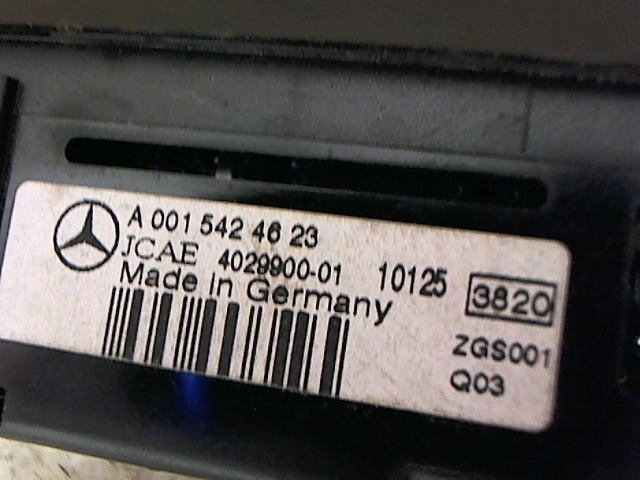 A 001 542 46 23
JCAE 4029900-01 10125 3820
Made in Germany
ZGS001
Q03